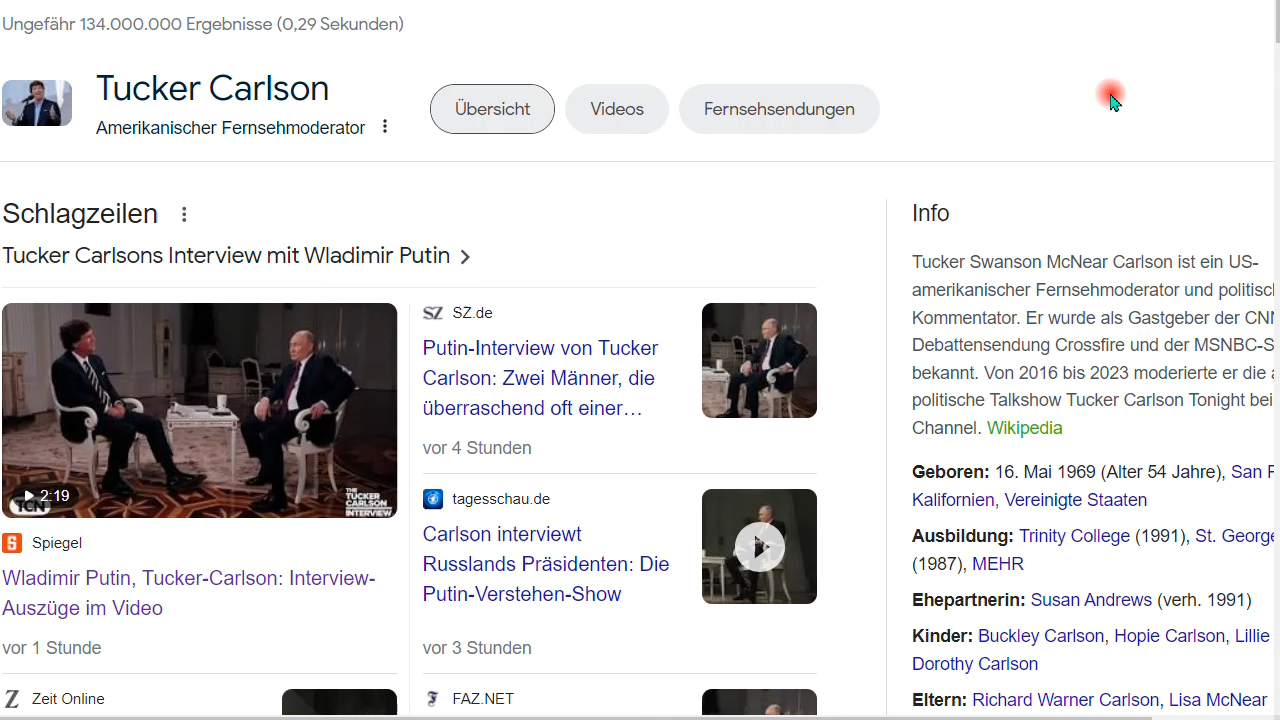 Ungefähr 134.000.000 Ergebnisse (0,29 Sekunden)
Tucker Carlson
Amerikanischer Fernsehmoderator
Übersicht
Videos
Fernsehsendungen
Schlagzeilen
Tucker Carlsons Interview mit Wladimir Putin
2:19
TCN
THE
TUCKER
CARLSON
INTERVIEW
Spiegel
Wladimir Putin, Tucker-Carlson: Interview-
Auszüge im Video
vor 1 Stunde
Z
Zeit Online
SZ SZ.de
Putin-Interview von Tucker
Carlson: Zwei Männer, die
überraschend oft einer…
vor 4 Stunden
tagesschau.de
Carlson interviewt
Russlands Präsidenten: Die
Putin-Verstehen-Show
vor 3 Stunden
FAZ.NET
Info
Tucker Swanson McNear Carlson ist ein US-
amerikanischer Fernsehmoderator und politisc
Kommentator. Er wurde als Gastgeber der CNN
Debattensendung Crossfire und der MSNBC-S
bekannt. Von 2016 bis 2023 moderierte er die a
politische Talkshow Tucker Carlson Tonight bei
Channel. Wikipedia
Geboren: 16. Mai 1969 (Alter 54 Jahre), San F
Kalifornien, Vereinigte Staaten
Ausbildung: Trinity College (1991), St. George
(1987), MEHR
Ehepartnerin: Susan Andrews (verh. 1991)
Kinder: Buckley Carlson, Hopie Carlson, Lillie
Dorothy Carlson
Eltern: Richard Warner Carlson, Lisa McNear